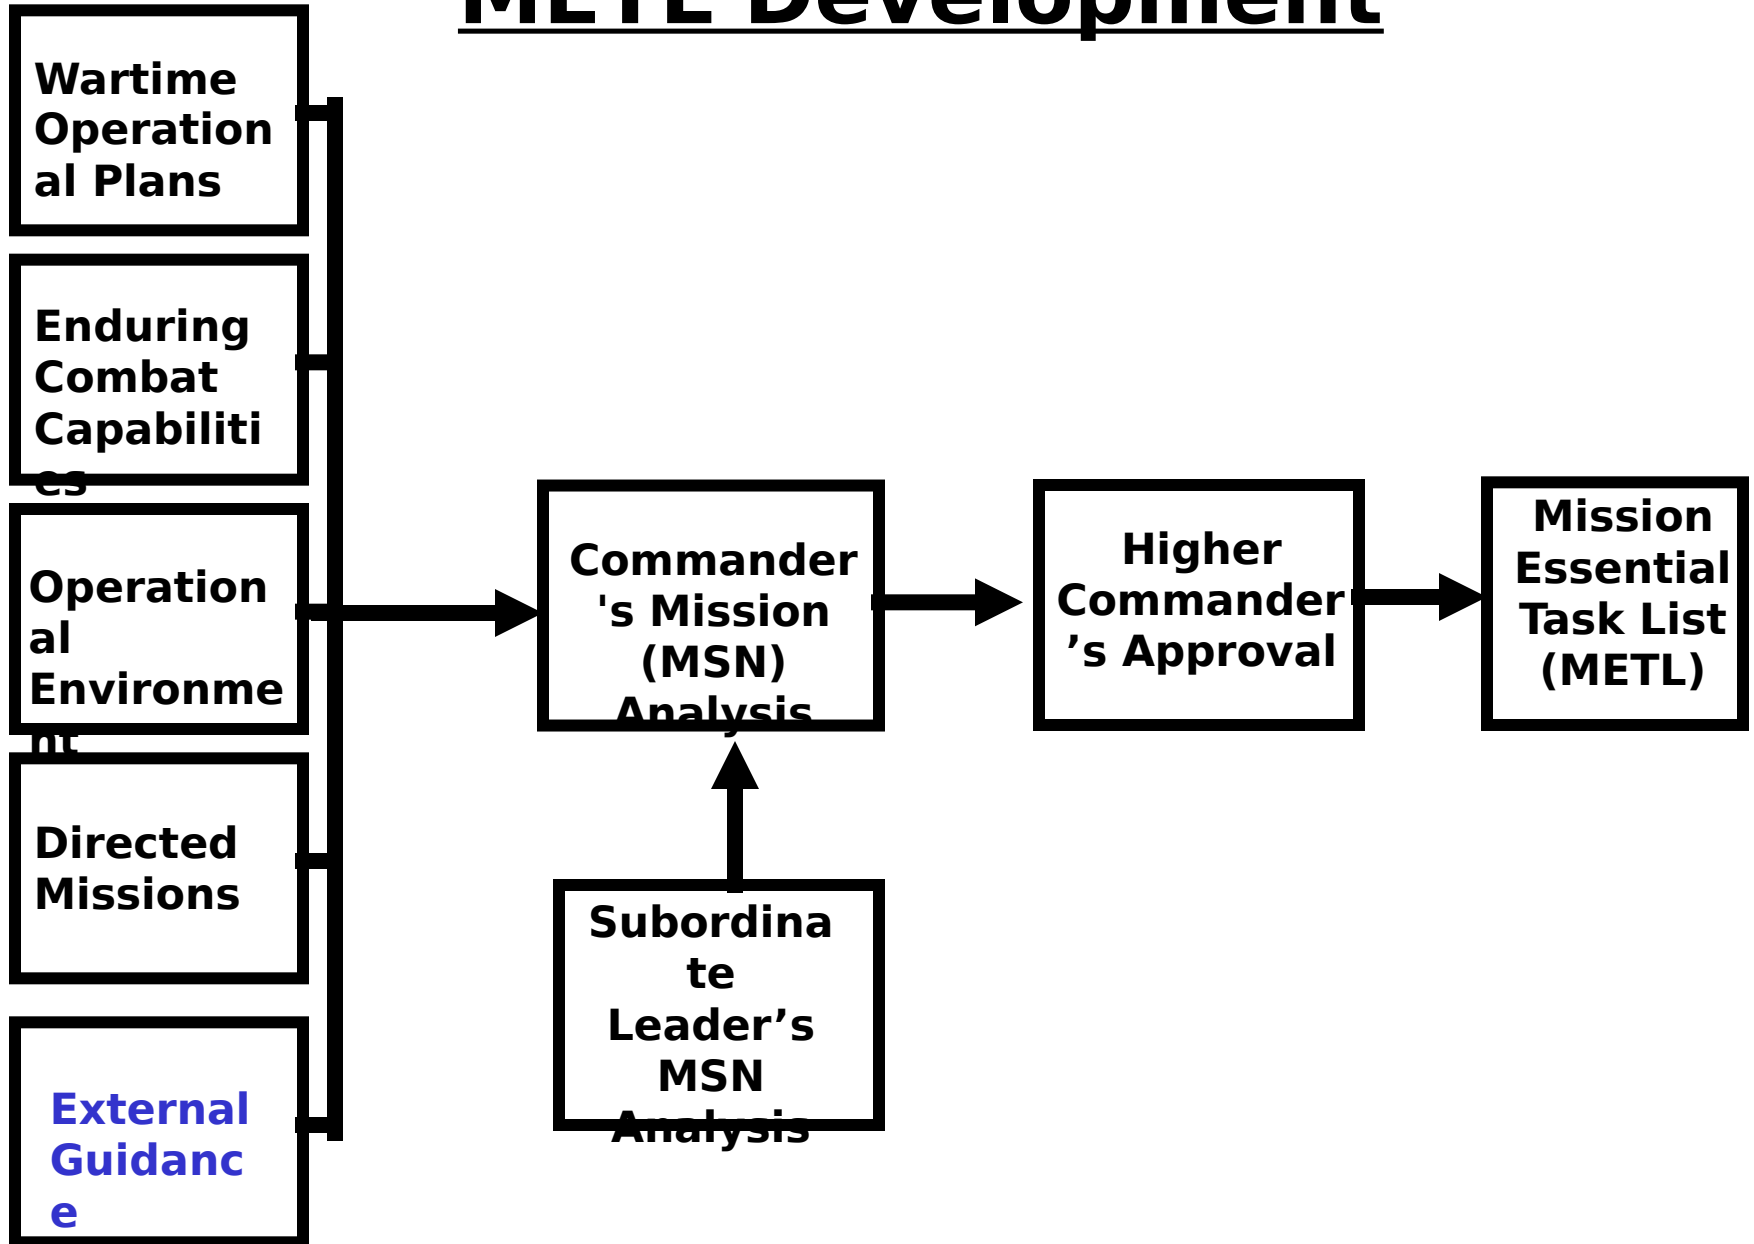 METL Development
Wartime
Operation
al Plans
Enduring
Combat
Capabiliti
es
Operation
al
Environme
nt
Directed
Missions
External
Guidanc
e
Commander
's Mission
(MSN)
Analysis
Subordina
te
Leader’s
MSN
Analysis
Higher
Commander
’s Approval
Mission
Essential
Task List
(METL)